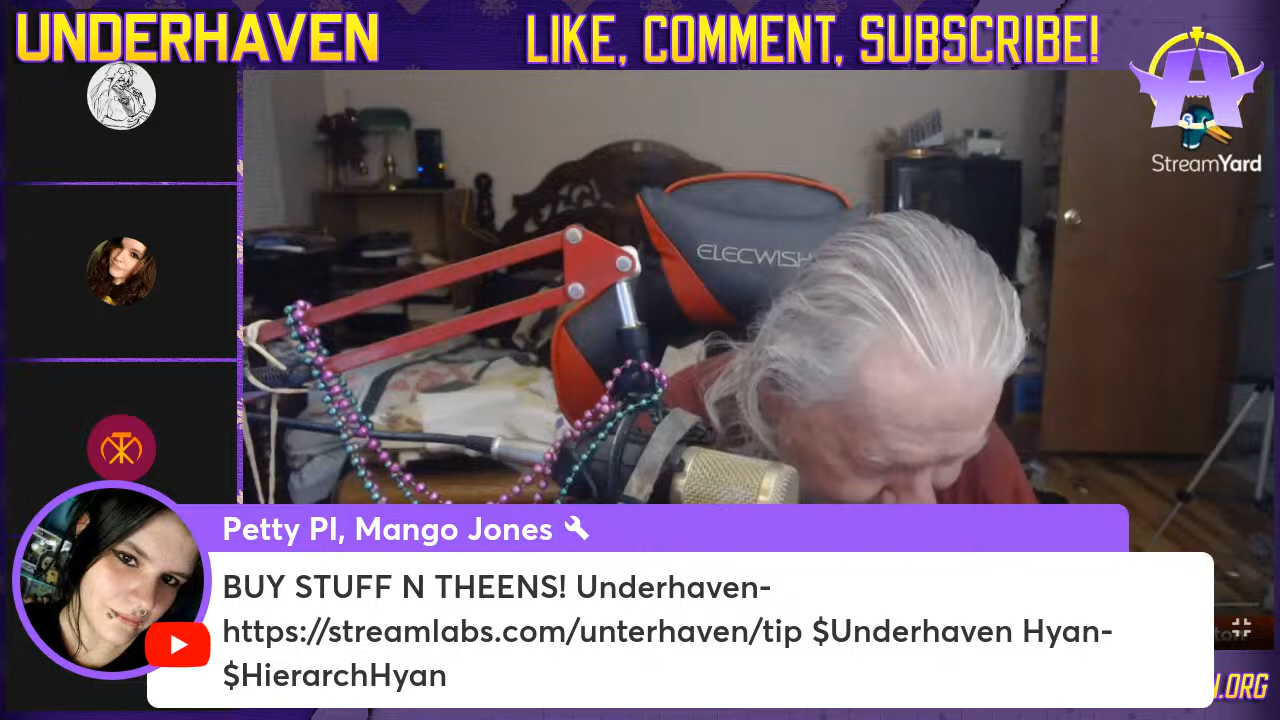 UNDERHAVEN
LIKE, COMMENT, SUBSCRIBE!
StreamYard
ELECWISH
Petty PI, Mango Jones
BUY STUFF N THEENS! Underhaven-
https://streamlabs.com/unterhaven/tip $Underhaven Hyan-
$HierarchHyan
.ORG